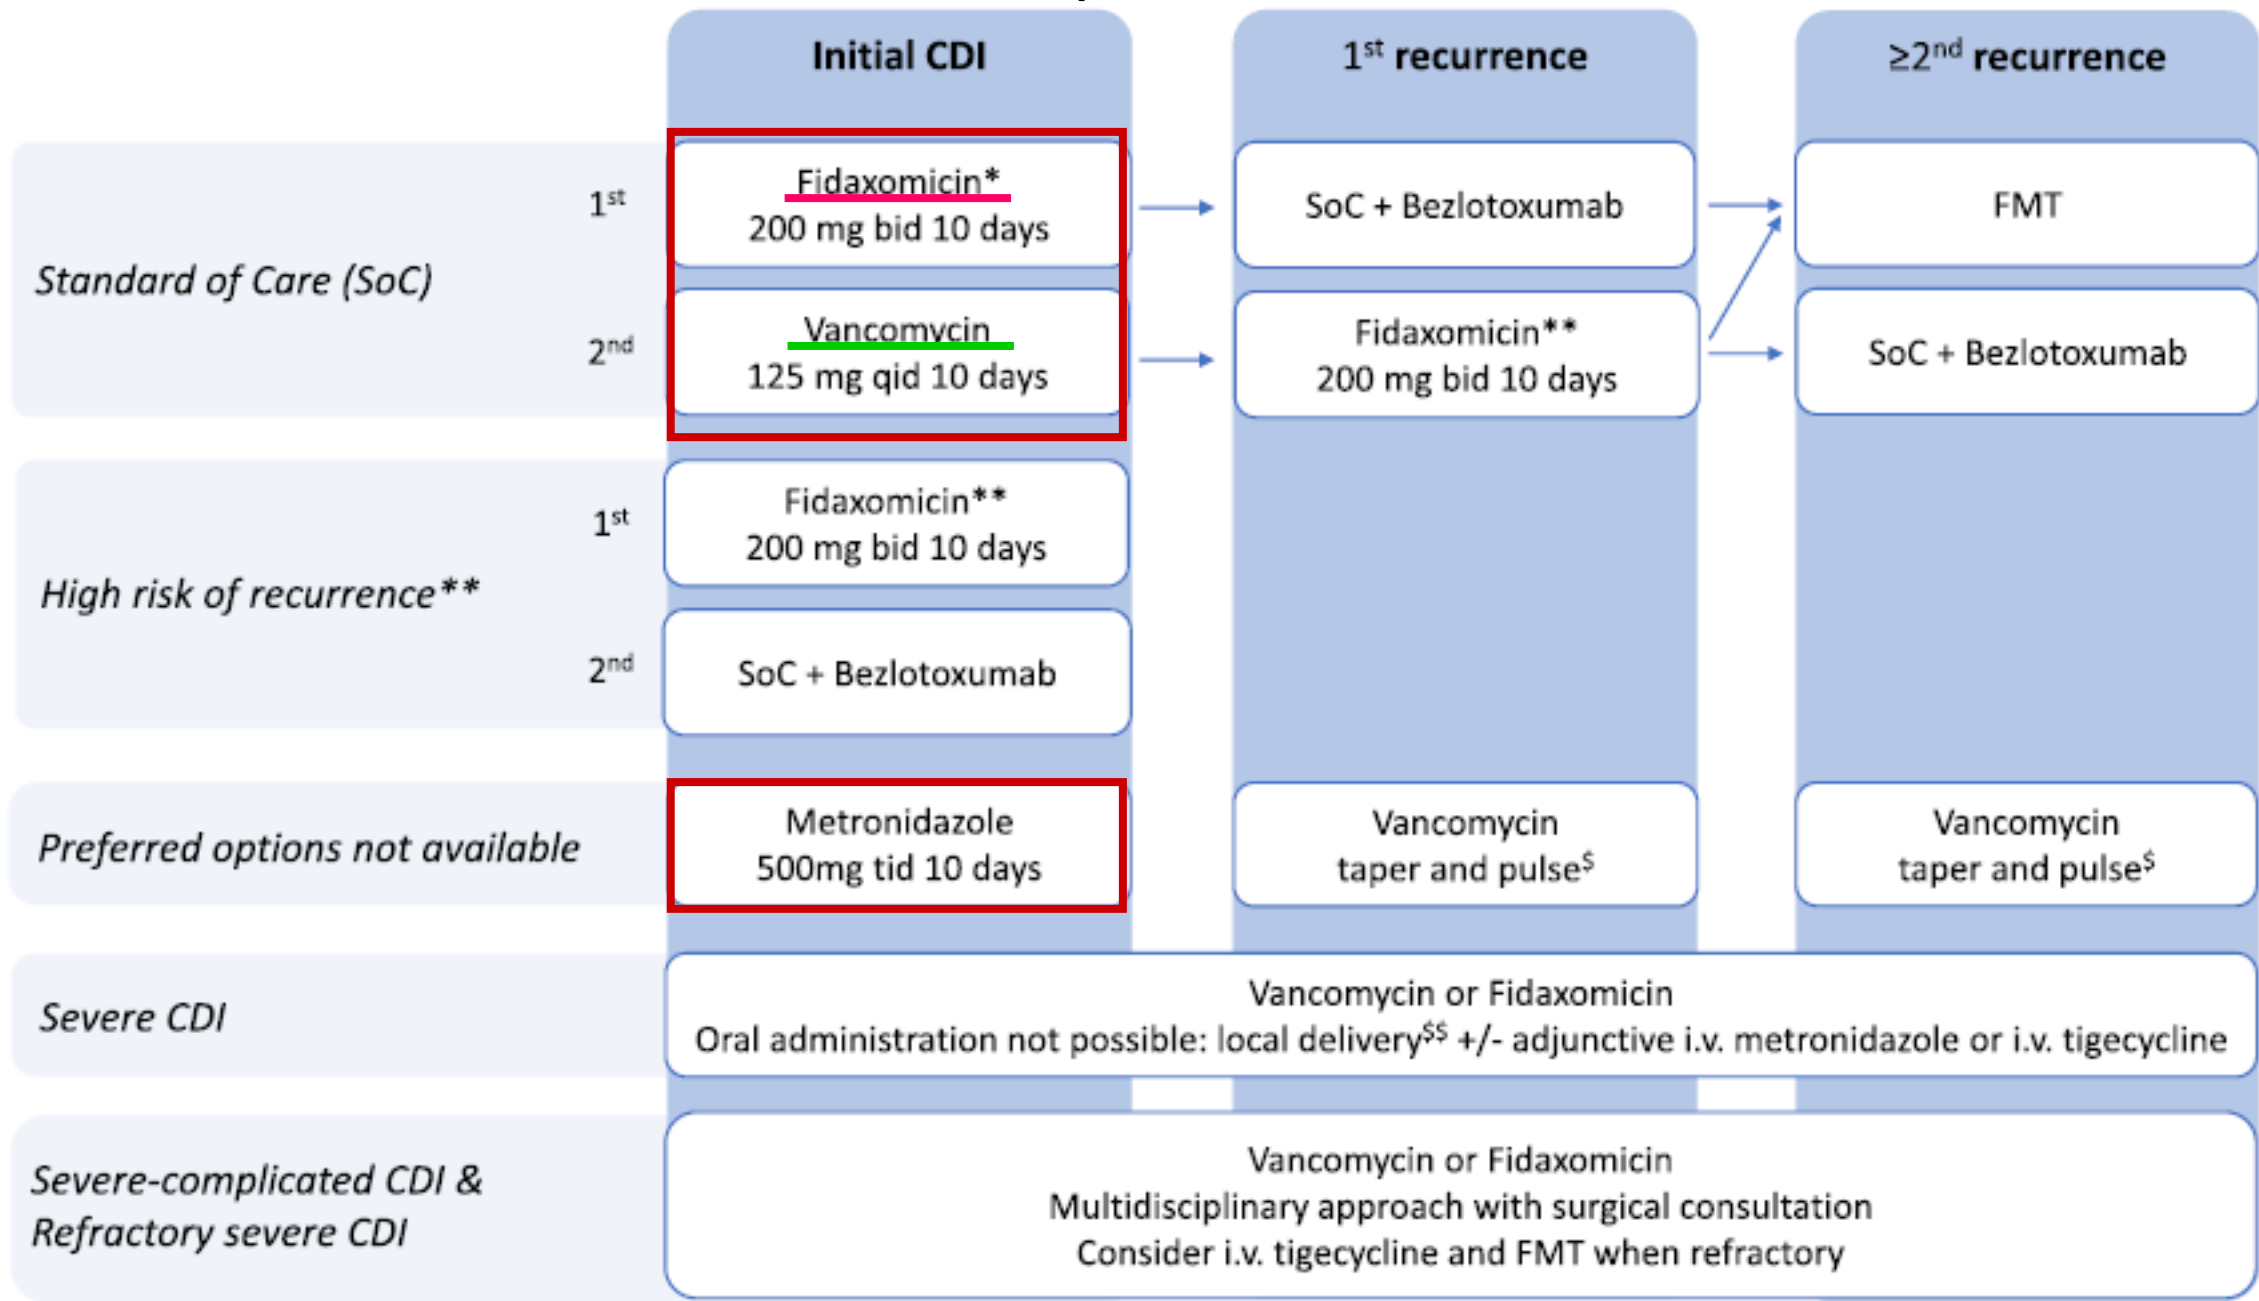 Initial CDI
1st recurrence
≥2nd recurrence
Standard of Care (SoC)
1st
Fidaxomicin*
200 mg bid 10 days
SoC + Bezlotoxumab
FMT
2nd
Vancomycin
125 mg qid 10 days
Fidaxomicin**
200 mg bid 10 days
SoC + Bezlotoxumab
High risk of recurrence**
1st
Fidaxomicin**
200 mg bid 10 days
2nd
SoC + Bezlotoxumab
Preferred options not available
Metronidazole
500mg tid 10 days
Vancomycin
taper and pulse$
Vancomycin
taper and pulse$
Severe CDI
Vancomycin or Fidaxomicin
Oral administration not possible: local delivery$$ +/- adjunctive i.v. metronidazole or i.v. tigecycline
Severe-complicated CDI &
Refractory severe CDI
Vancomycin or Fidaxomicin
Multidisciplinary approach with surgical consultation
Consider i.v. tigecycline and FMT when refractory